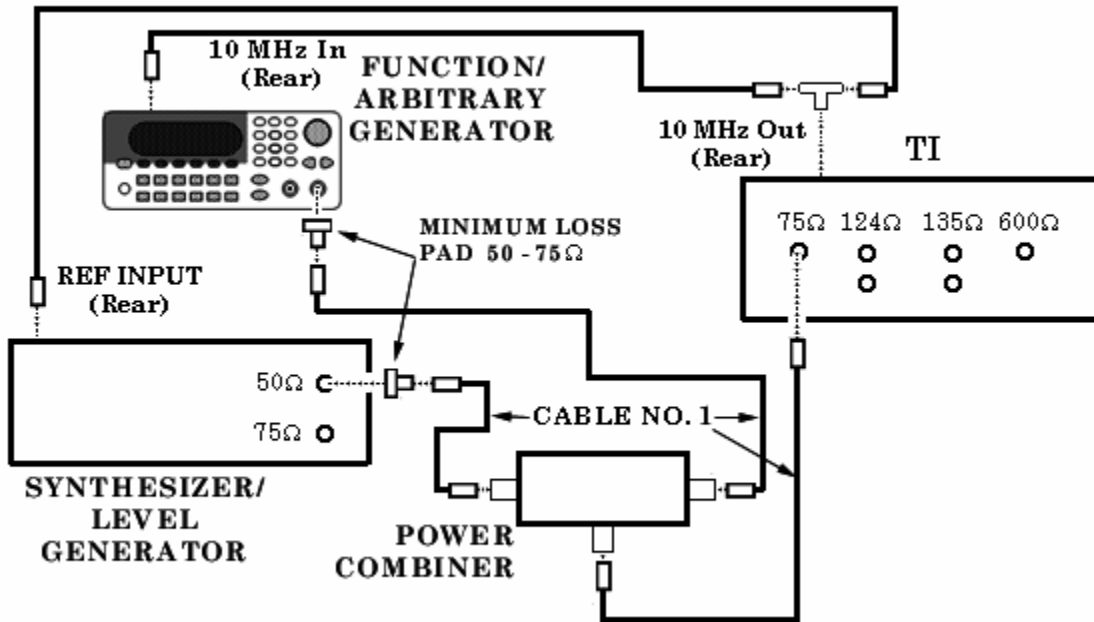 10 MHz In
(Rear)
FUNCTION/
ARBITRARY
GENERATOR
10 MHz Out
(Rear)
TI
75Ω 124Ω 135Ω 600Ω
MINIMUM LOSS
PAD 50 - 75Ω
REF INPUT
(Rear)
50Ω
75Ω
CABLE NO. 1
SYNTHESIZER/
LEVEL
GENERATOR
POWER
COMBINER